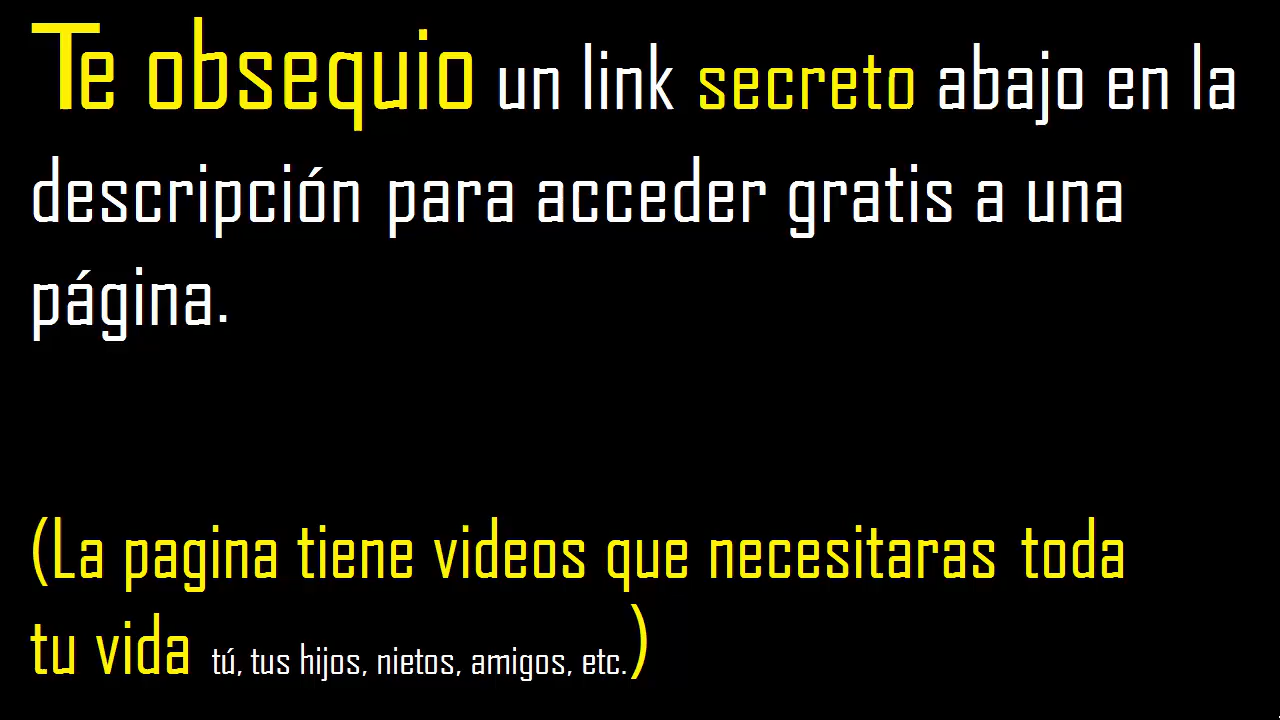 Te obsequio un link secreto abajo en la
descripción para acceder gratis a una
página.
(La pagina tiene videos que necesitaras toda
tu vida tú, tus hijos, nietos, amigos, etc.)